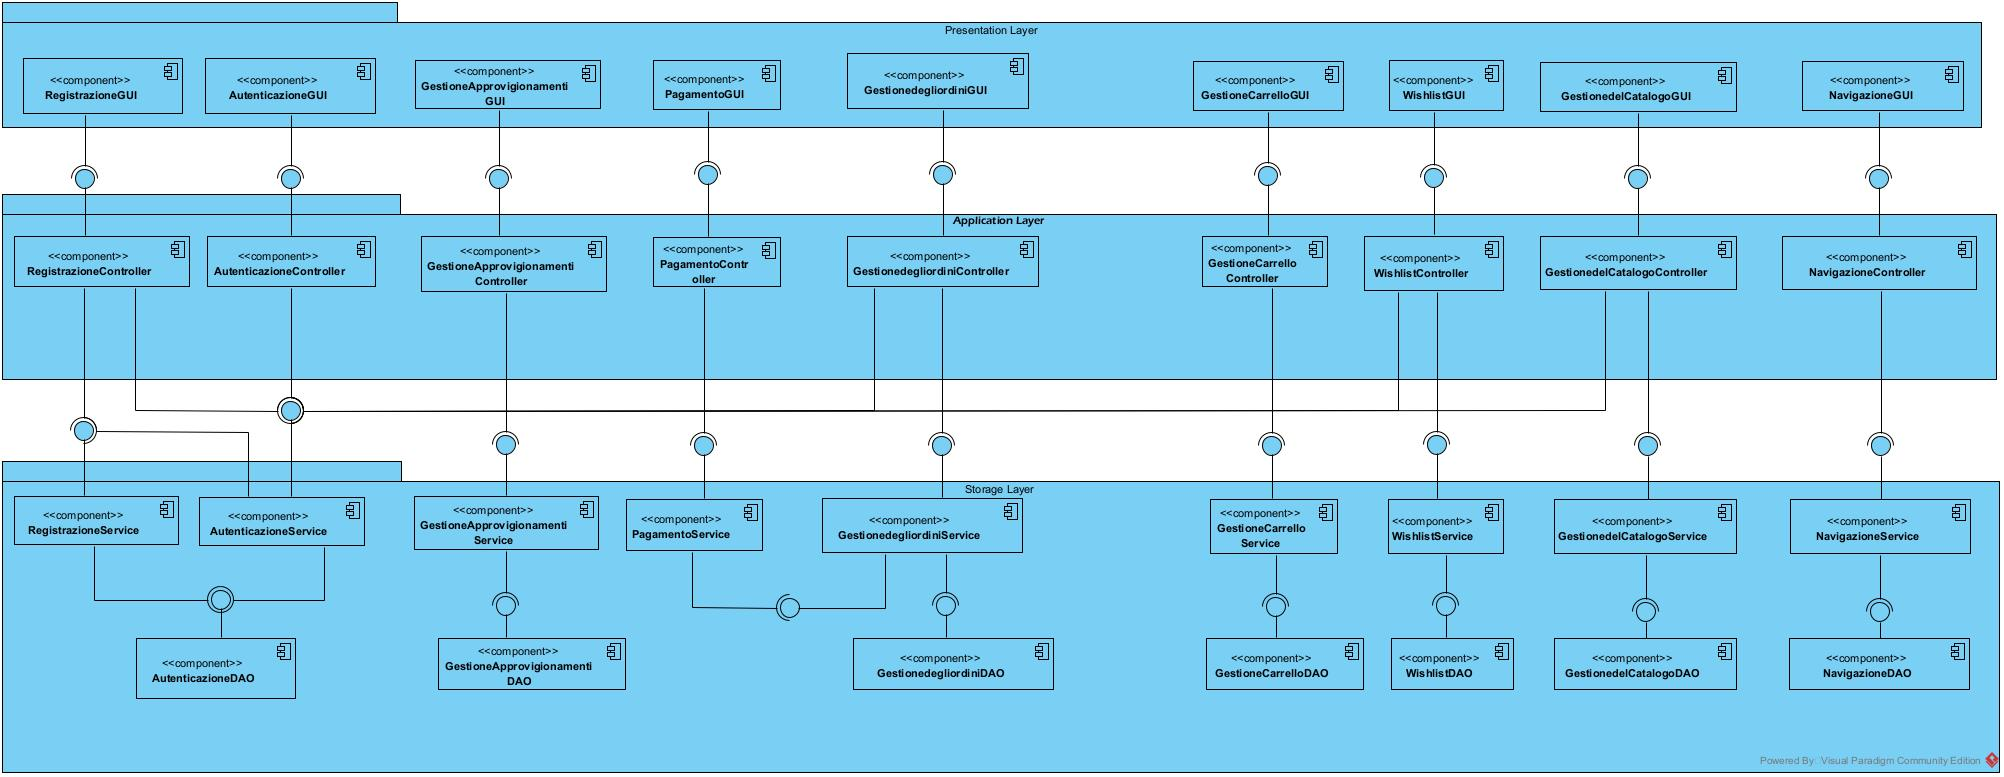 Presentation Layer
<<component>>
RegistrazioneGUI
<<component>>
AutenticazioneGUI
<<component>>
GestioneApprovigionamenti
GUI
<<component>>
PagamentoGUI
<<component>>
GestionedegliordiniGUI
<<component>>
GestioneCarrelloGUI
<<component>>
WishlistGUI
<<component>>
GestionedelCatalogoGUI
<<component>>
NavigazioneGUI
Application Layer
<<component>>
RegistrazioneController
<<component>>
AutenticazioneController
<<component>>
GestioneApprovigionamenti
Controller
<<component>>
PagamentoContr
oller
<<component>>
GestionedegliordiniController
<<component>>
GestioneCarrello
Controller
<<component>>
WishlistController
<<component>>
GestionedelCatalogoController
<<component>>
NavigazioneController
Storage Layer
<<component>>
RegistrazioneService
<<component>>
AutenticazioneService
<<component>>
GestioneApprovigionamenti
Service
<<component>>
PagamentoService
<<component>>
GestionedegliordiniService
<<component>>
GestioneCarrello
Service
<<component>>
WishlistService
<<component>>
GestionedelCatalogoService
<<component>>
NavigazioneService
<<component>>
AutenticazioneDAO
<<component>>
GestioneApprovigionamenti
DAO
<<component>>
GestionedegliordiniDAO
<<component>>
GestioneCarrelloDAO
<<component>>
WishlistDAO
<<component>>
GestionedelCatalogoDAO
<<component>>
NavigazioneDAO
Powered By: Visual Paradigm Community Edition